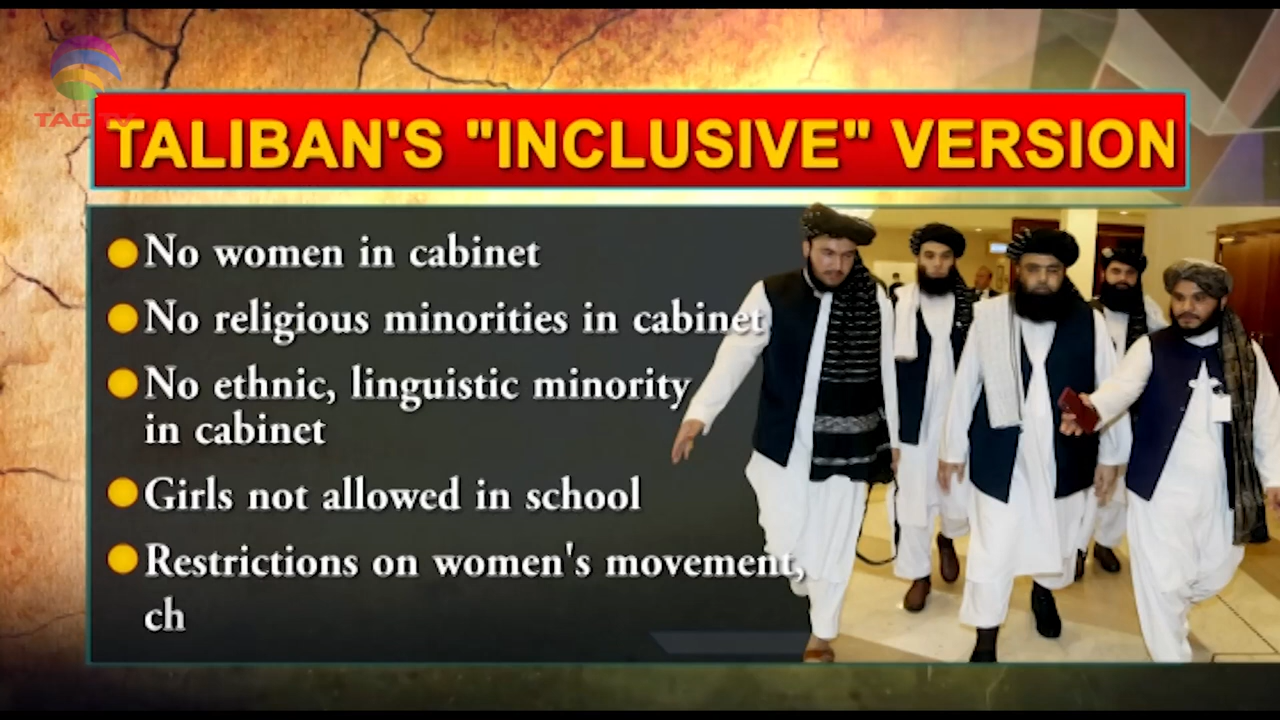 TAG TV
TALIBAN'S "INCLUSIVE" VERSION
No women in cabinet
No religious minorities in cabinet
No ethnic, linguistic minority
in cabinet
Girls not allowed in school
Restrictions on women's movement,
ch